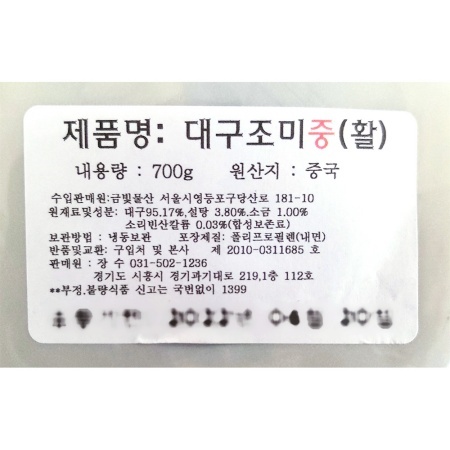 제품명: 대구조미중(활)
내용량 : 700g 원산지 : 중국
수입판매원:금빛물산 서울시영등포구당산로 181-10
원재료및성분: 대구95.17%,설탕 3.80%.소금 1.00%
소리빈산칼륨 0.03%(합성보존료)
보관방법 : 냉동보관 포장체질: 폴리프로필렌(내면)
반품및교환: 구입처 및 본사 제 2010-0311685 호
판매원 : 장 수 031-502-1236
경기도 시흥시 경기과기대로 219,1층 112호
**부정.불량식품 신고는 국번없이 1399